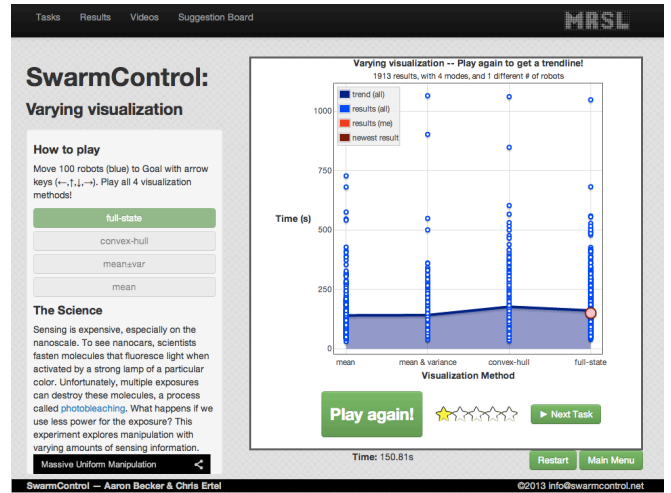 Tasks Results Videos Suggestion Board
MRSL
SwarmControl:
Varying visualization
How to play
Move 100 robots (blue) to Goal with arrow
keys (←,↑,↓,→). Play all 4 visualization
methods!
full-state
convex-hull
mean±var
mean
The Science
Sensing is expensive, especially on the
nanoscale. To see nanocars, scientists
fasten molecules that fluoresce light when
activated by a strong lamp of a particular
color. Unfortunately, multiple exposures
can destroy these molecules, a process
called photobleaching. What happens if we
use less power for the exposure? This
experiment explores manipulation with
varying amounts of sensing information.
Massive Uniform Manipulation
Varying visualization -- Play again to get a trendline!
1913 results, with 4 modes, and 1 different # of robots
trend (all)
results (all)
results (me)
newest result
1000
750
Time (s)
500
250
0
mean mean & variance convex-hull full-state
Visualization Method
Play again!
► Next Task
Time: 150.81s
Restart Main Menu
SwarmControl — Aaron Becker & Chris Ertel
©2013 info@swarmcontrol.net